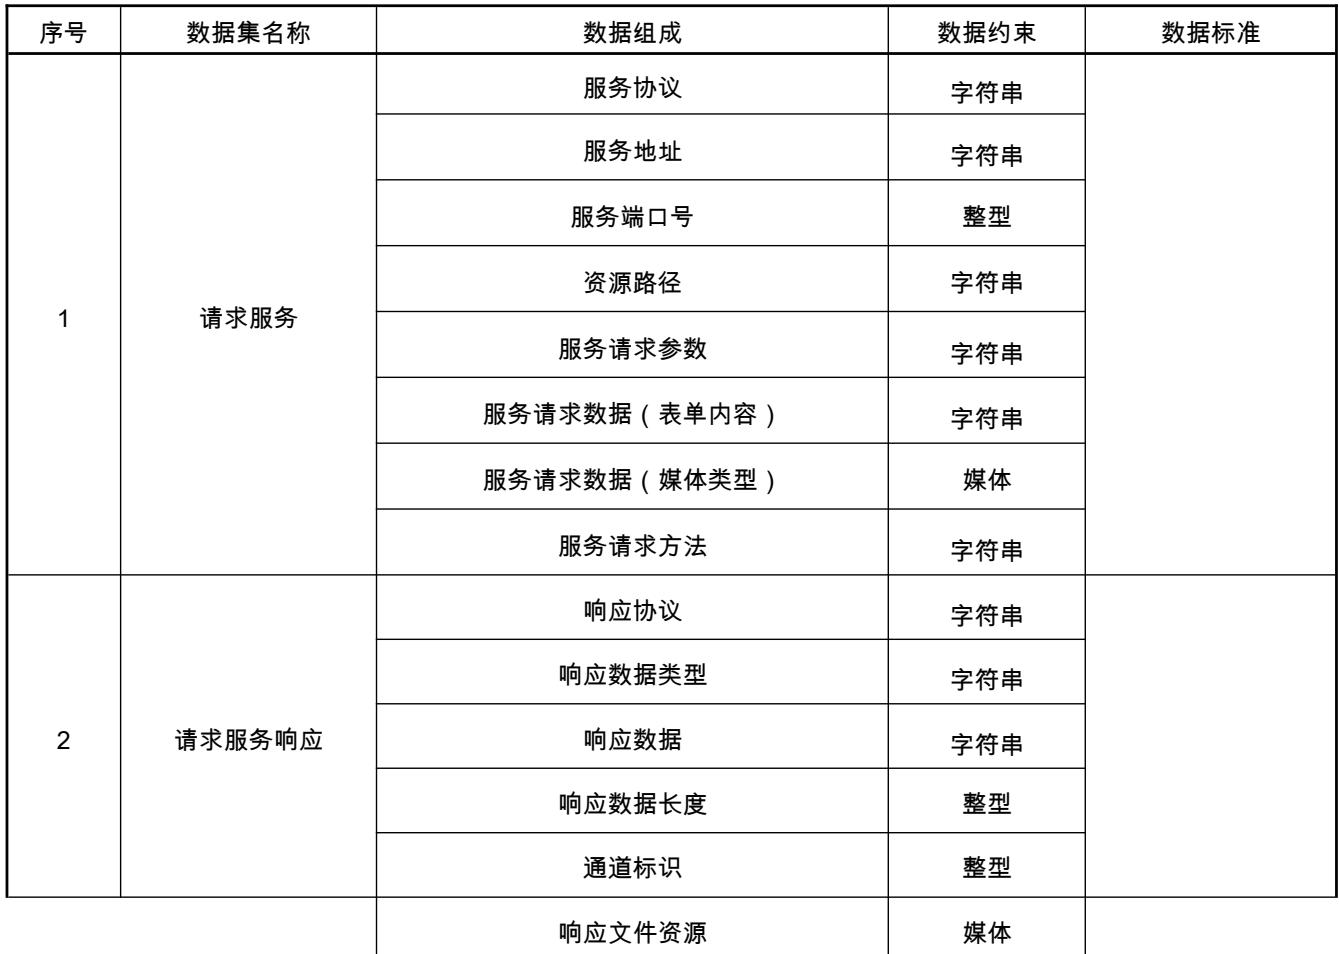 序号 数据集名称 数据组成 数据约束 数据标准
服务协议 字符串
服务地址 字符串
服务端口号 整型
资源路径 字符串
1 请求服务
服务请求参数 字符串
服务请求数据（表单内容） 字符串
服务请求数据（媒体类型） 媒体
服务请求方法 字符串
响应协议 字符串
响应数据类型 字符串
2 请求服务响应 响应数据 字符串
响应数据长度 整型
通道标识 整型
响应文件资源 媒体